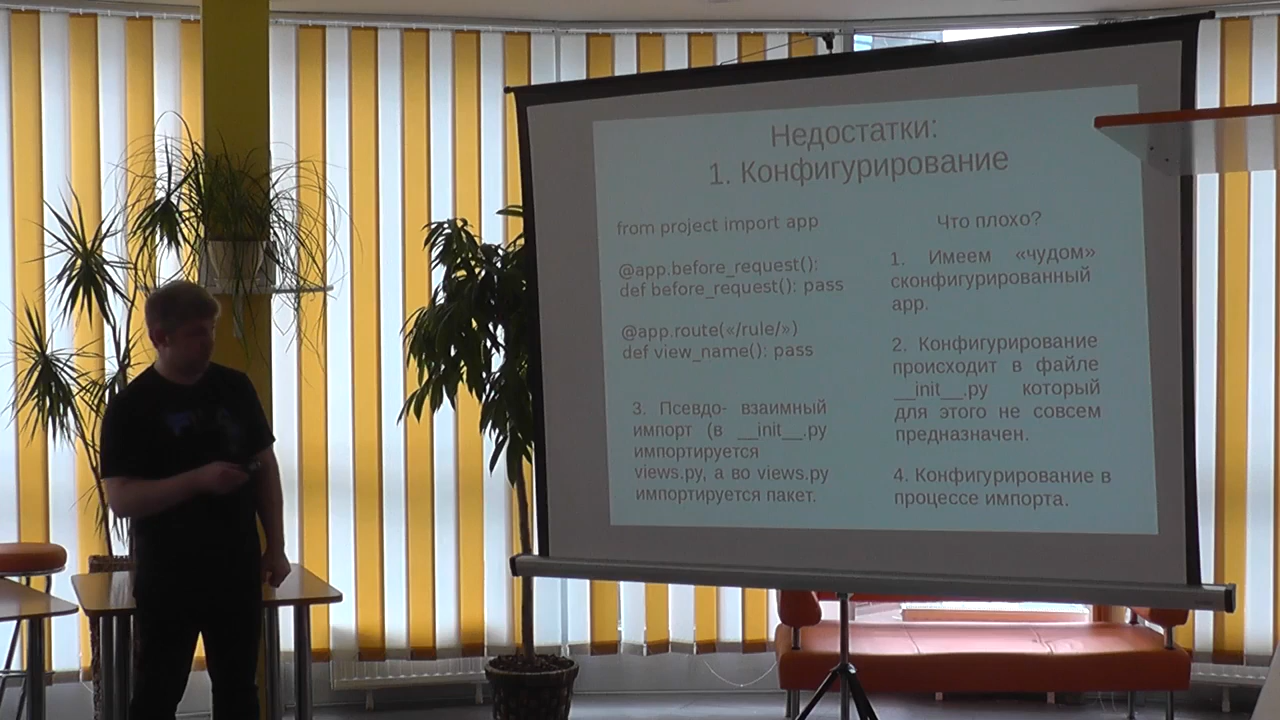 Недостатки:
1. Конфигурирование
from project import app
@app.before_request():
def before_request(): pass
@app.route(«/rule/»)
def view_name(): pass
3. Псевдо- взаимный
импорт (в __init__.py
импортируется
views.py, а во views.py
импортируется пакет.
Что плохо?
1. Имеем «чудом»
сконфигурированный
app.
2. Конфигурирование
происходит в файле
__init__.py который
для этого не совсем
предназначен.
4. Конфигурирование в
процессе импорта.